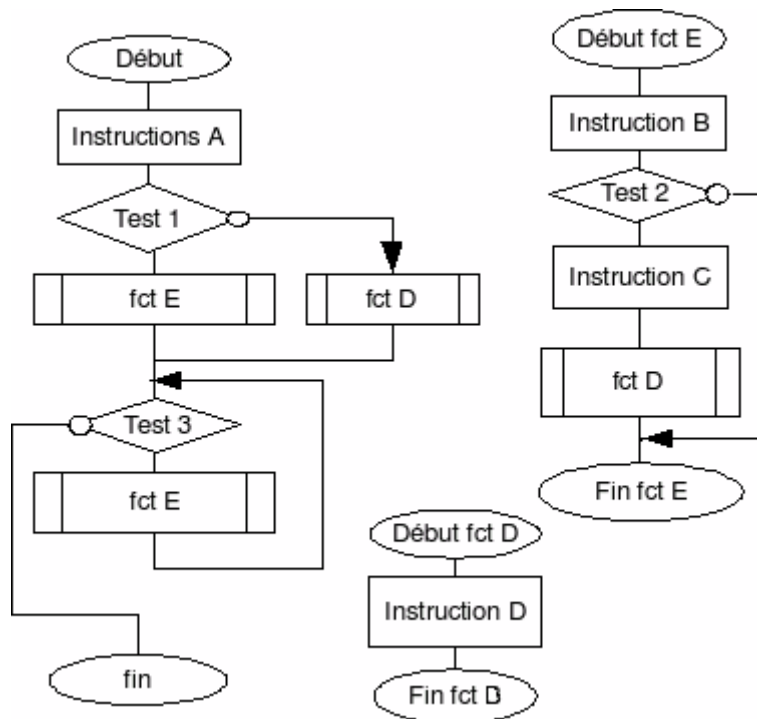 Début
Instructions A
Test 1
fct E
fct D
Test 3
fct E
fin
Début fct E
Instruction B
Test 2
Instruction C
fct D
Fin fct E
Début fct D
Instruction D
Fin fct D